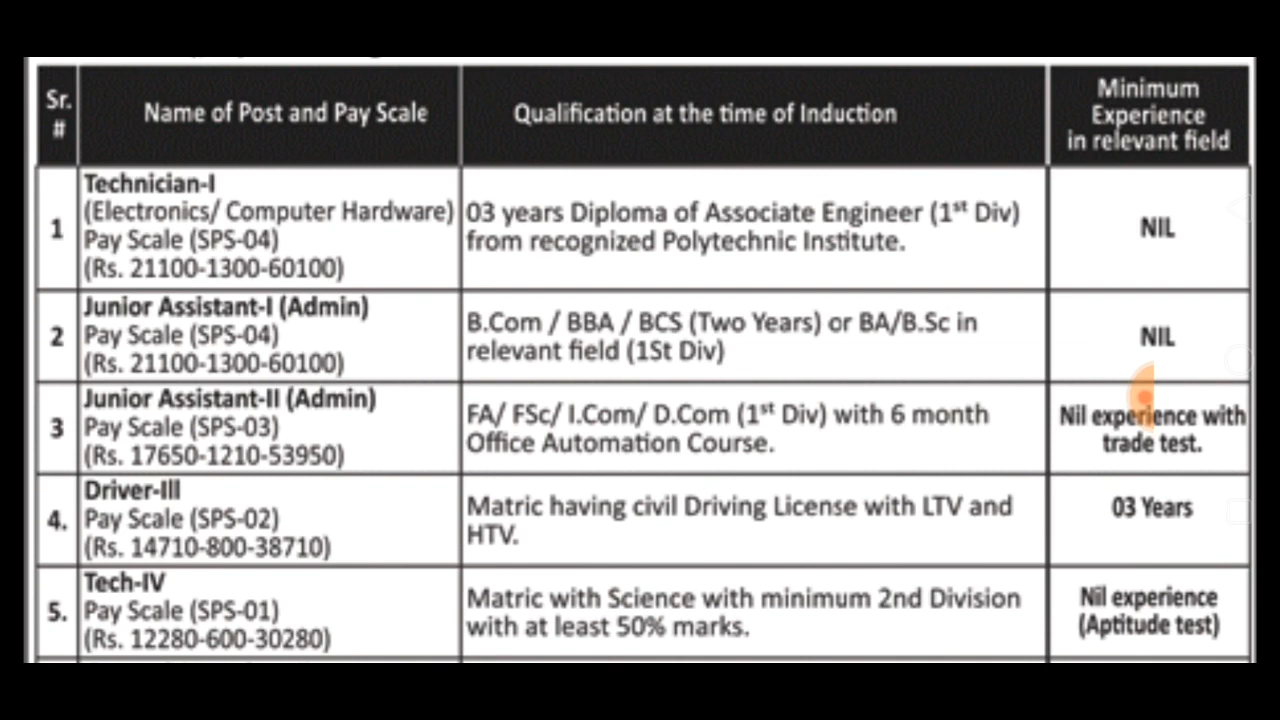 Sr.
#
Name of Post and Pay Scale
Qualification at the time of Induction
Minimum
Experience
in relevant field
1
Technician-I
(Electronics/ Computer Hardware)
Pay Scale (SPS-04)
(Rs. 21100-1300-60100)
03 years Diploma of Associate Engineer (1st Div)
from recognized Polytechnic Institute.
NIL
2
Junior Assistant-I (Admin)
Pay Scale (SPS-04)
(Rs. 21100-1300-60100)
B.Com / BBA / BCS (Two Years) or BA/B.Sc in
relevant field (1St Div)
NIL
3
Junior Assistant-II (Admin)
Pay Scale (SPS-03)
(Rs. 17650-1210-53950)
FA/ FSc/ I.Com/ D.Com (1st Div) with 6 month
Office Automation Course.
Nil experience with
trade test.
4.
Driver-III
Pay Scale (SPS-02)
(Rs. 14710-800-38710)
Matric having civil Driving License with LTV and
HTV.
03 Years
5.
Tech-IV
Pay Scale (SPS-01)
(Rs. 12280-600-30280)
Matric with Science with minimum 2nd Division
with at least 50% marks.
Nil experience
(Aptitude test)